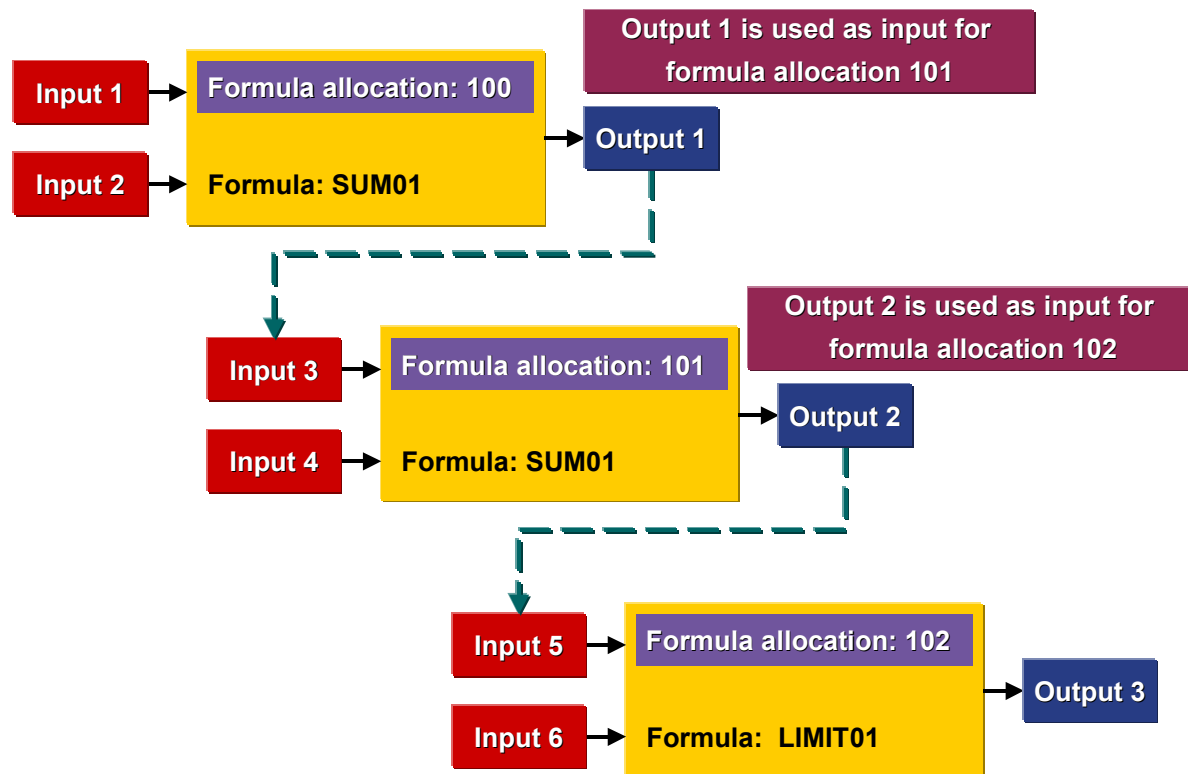 Output 1 is used as input for
formula allocation 101
Input 1
Formula allocation: 100
Output 1
Input 2
Formula: SUM01
Output 2 is used as input for
formula allocation 102
Input 3
Formula allocation: 101
Output 2
Input 4
Formula: SUM01
Input 5
Formula allocation: 102
Output 3
Input 6
Formula: LIMIT01